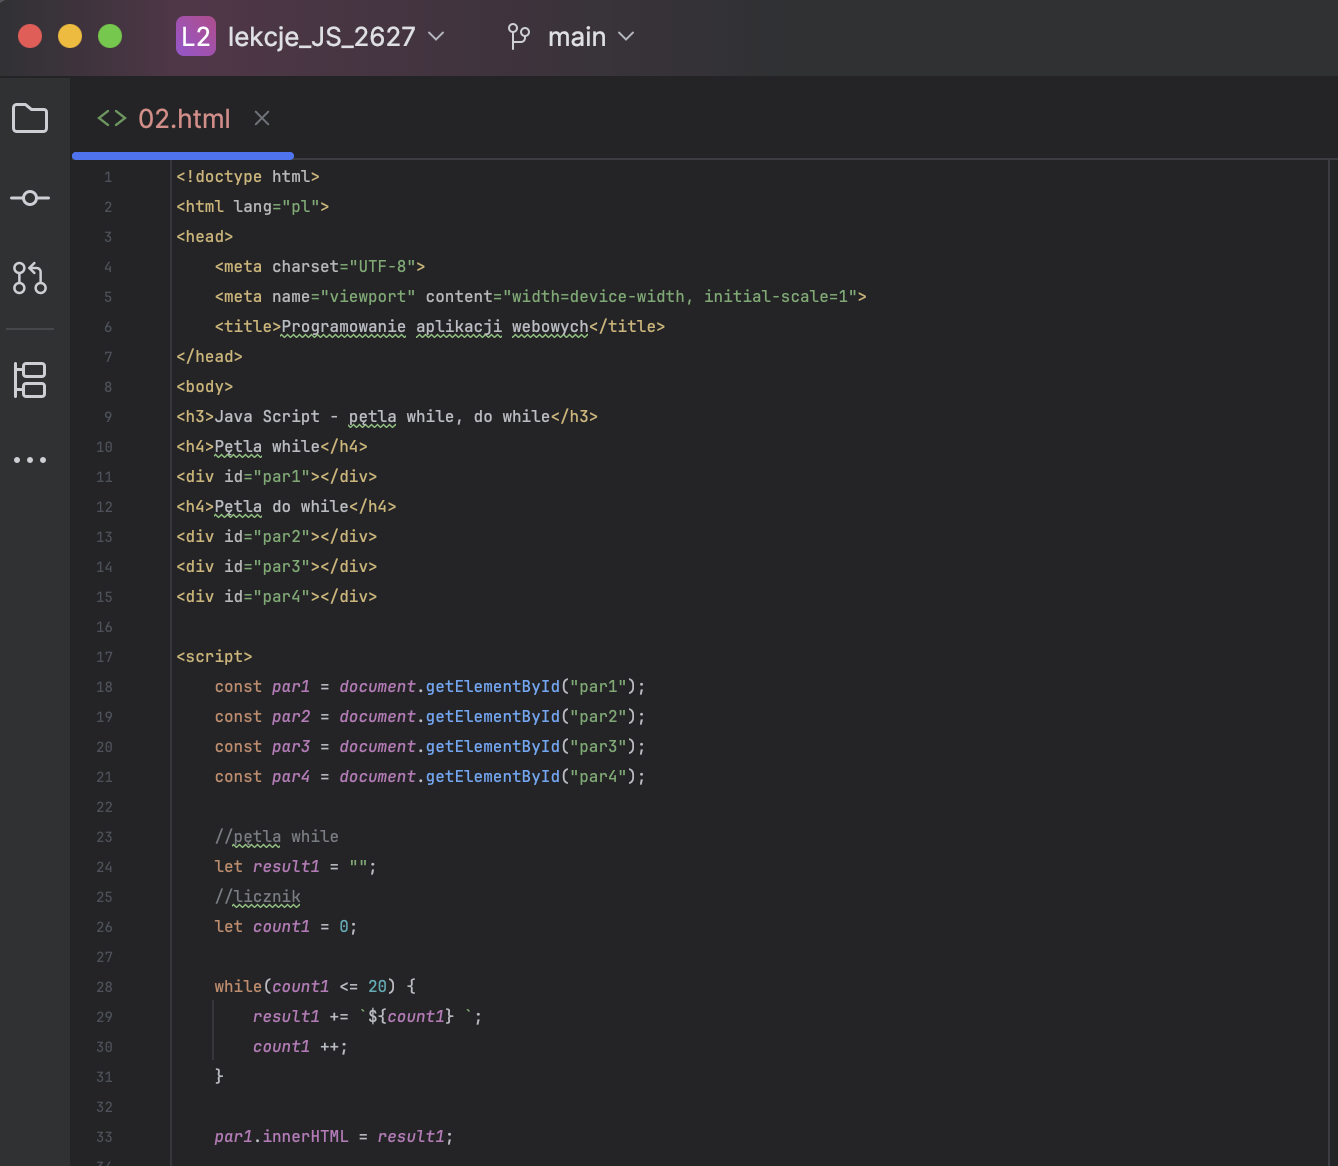 L2 lekcje_JS_2627 main
02.html
1 <!doctype html>
2 <html lang="pl">
3 <head>
4     <meta charset="UTF-8">
5     <meta name="viewport" content="width=device-width, initial-scale=1">
6     <title>Programowanie aplikacji webowych</title>
7 </head>
8 <body>
9 <h3>Java Script - pętla while, do while</h3>
10 <h4>Pętla while</h4>
11 <div id="par1"></div>
12 <h4>Pętla do while</h4>
13 <div id="par2"></div>
14 <div id="par3"></div>
15 <div id="par4"></div>
16
17 <script>
18     const par1 = document.getElementById("par1");
19     const par2 = document.getElementById("par2");
20     const par3 = document.getElementById("par3");
21     const par4 = document.getElementById("par4");
22
23     //pętla while
24     let result1 = "";
25     //licznik
26     let count1 = 0;
27
28     while(count1 <= 20) {
29         result1 += `${count1} `;
30         count1 ++;
31     }
32
33     par1.innerHTML = result1;